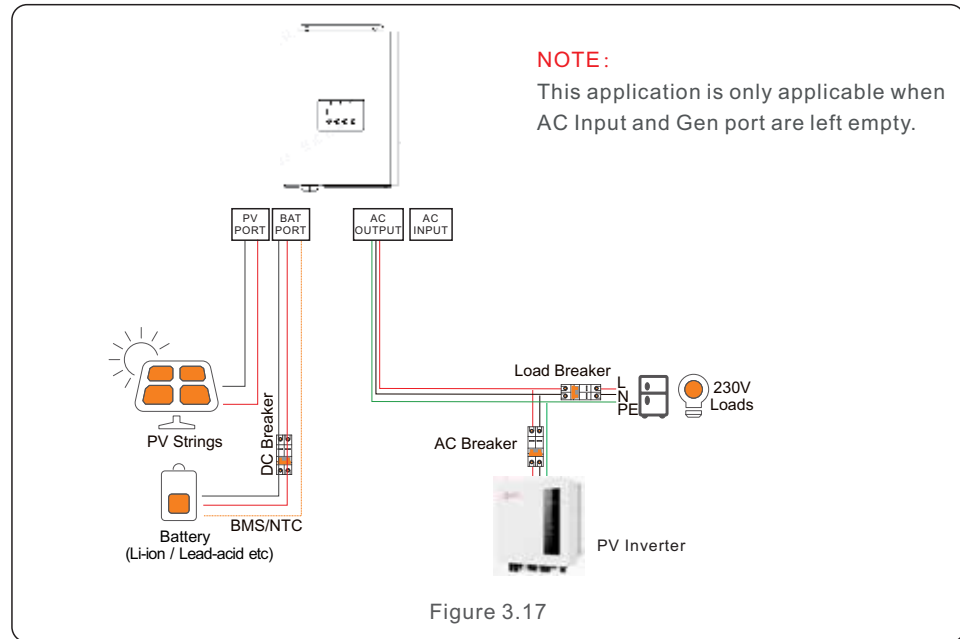 NOTE:
This application is only applicable when
AC Input and Gen port are left empty.
PV
PORT
BAT
PORT
AC
OUTPUT
AC
INPUT
Load Breaker
L
N
PE
230V
Loads
AC Breaker
DC Breaker
PV Strings
BMS/NTC
Battery
(Li-ion / Lead-acid etc)
PV Inverter
Figure 3.17